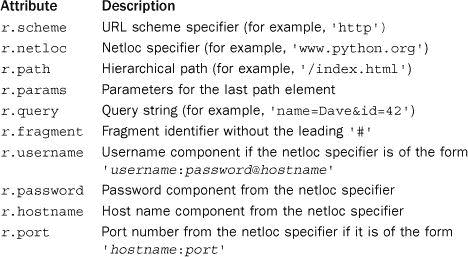 Attribute Description
r.scheme URL scheme specifier (for example, 'http')
r.netloc Netloc specifier (for example, 'www.python.org')
r.path Hierarchical path (for example, '/index.html')
r.params Parameters for the last path element
r.query Query string (for example, 'name=Dave&id=42')
r.fragment Fragment identifier without the leading '#'
r.username Username component if the netloc specifier is of the form
'username:password@hostname'
r.password Password component from the netloc specifier
r.hostname Host name component from the netloc specifier
r.port Port number from the netloc specifier if it is of the form
'hostname:port'